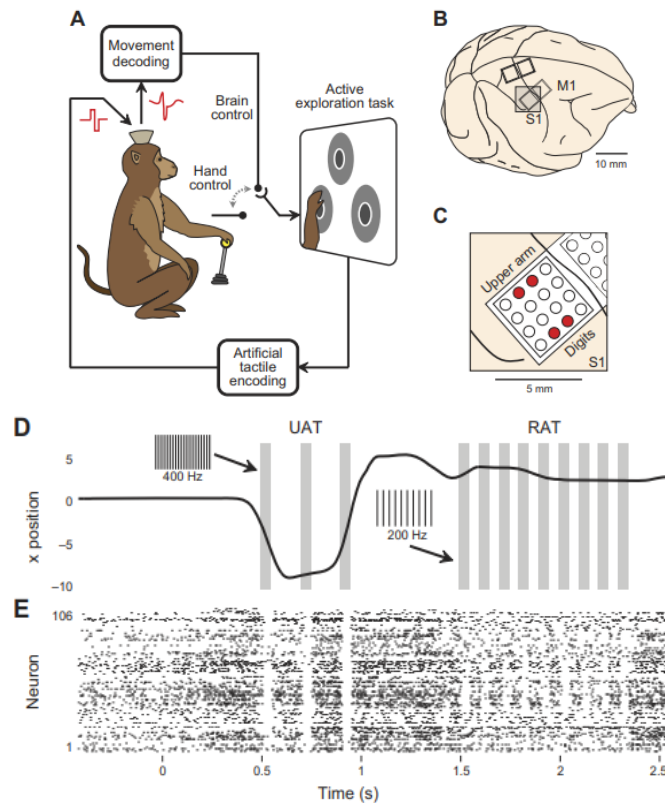 A
Movement
decoding
Brain
control
Active
exploration task
Hand
control
Artificial
tactile
encoding
B
M1
S1
10 mm
C
Upper arm
Digits
S1
5 mm
D
UAT
RAT
400 Hz
200 Hz
x position
5
0
–5
–10
E
106
Neuron
1
0
0.5
1
1.5
2
2.5
Time (s)